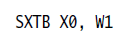 SXTB X0, W1